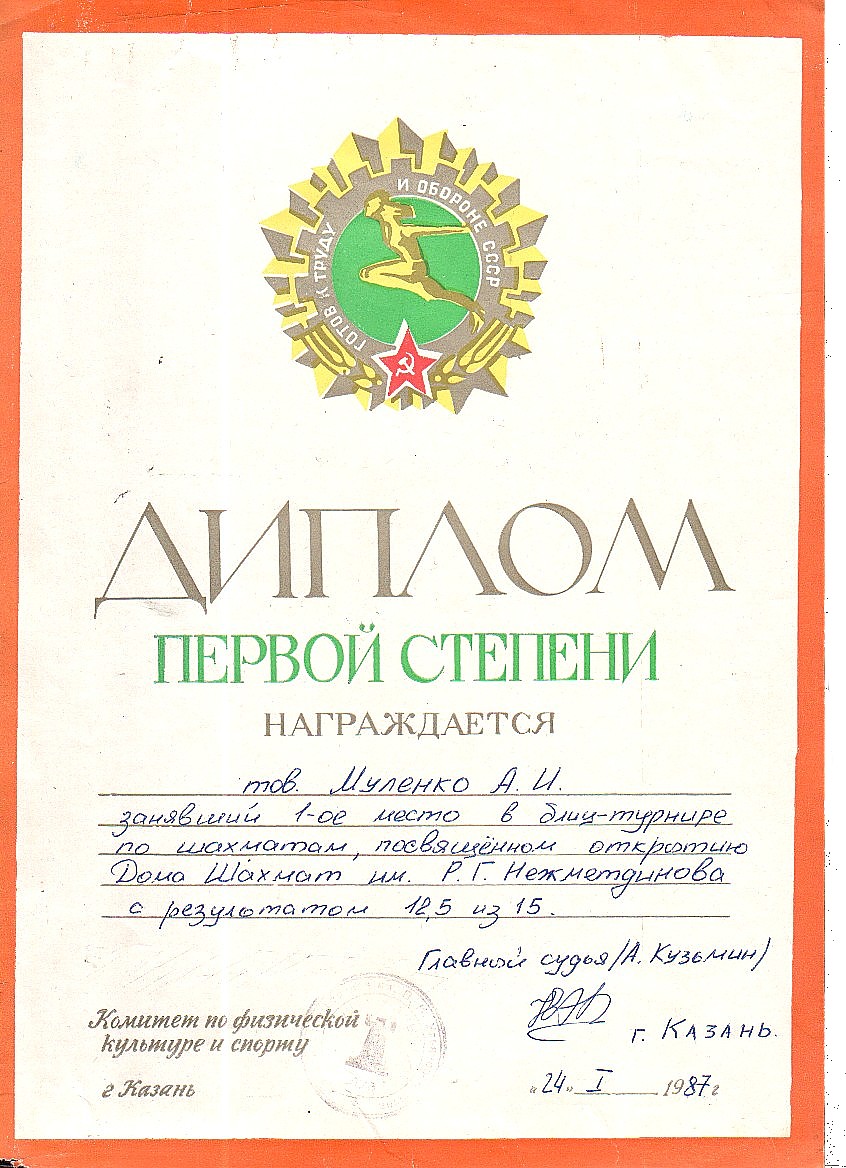 ГОТОВ К ТРУДУ И ОБОРОНЕ СССР
ДИПЛОМ
ПЕРВОЙ СТЕПЕНИ
НАГРАЖДАЕТСЯ
тов. Муленко А. И.
занявший 1-ое место в блиц-турнире
по шахматам, посвящённом открытию
Дома Шахмат им. Р. Г. Нежметдинова
с результатом 12,5 из 15.
Главный судья /А. Кузьмин/
г. Казань.
Комитет по физической
культуре и спорту
г Казань
"24" I 1987 г